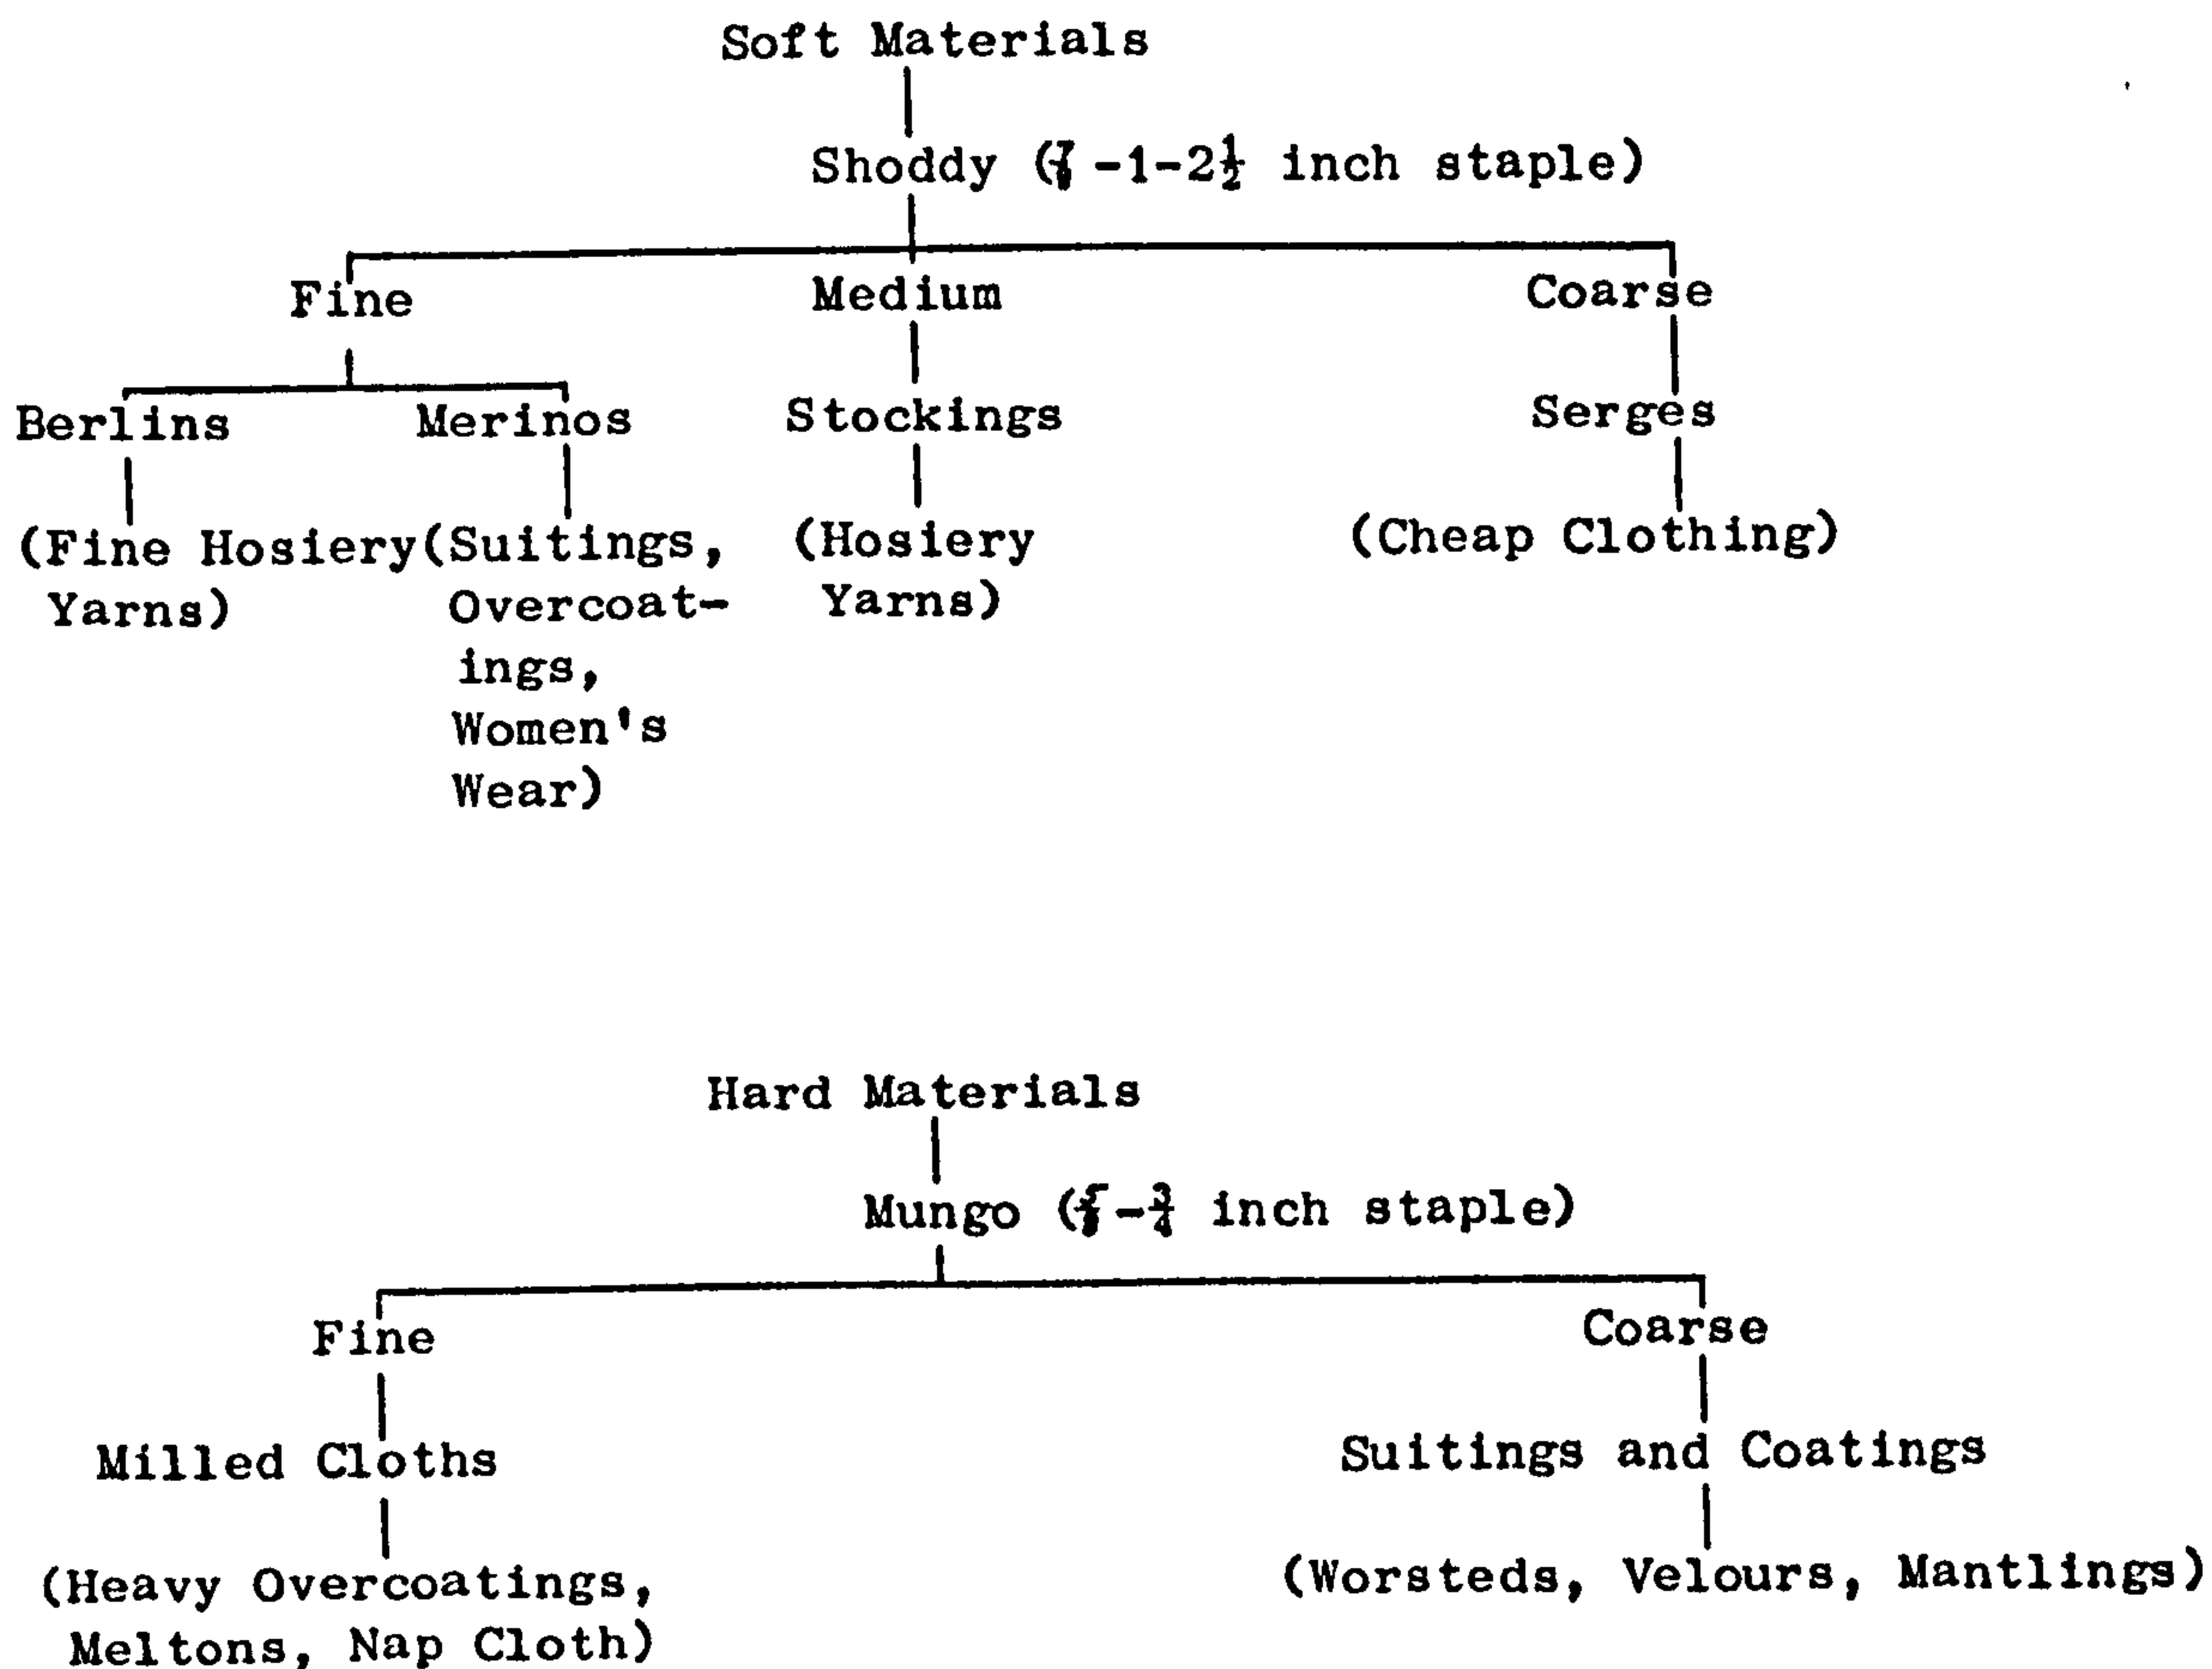 Soft Materials
Shoddy (⅞ -1-2½ inch staple)
Fine Medium Coarse
Berlins Merinos Stockings Serges
(Fine Hosiery (Suitings, (Hosiery (Cheap Clothing)
Yarns) Overcoat- Yarns)
ings,
Women's
Wear)
Hard Materials
Mungo (⅝-¾ inch staple)
Fine Coarse
Milled Cloths Suitings and Coatings
(Heavy Overcoatings, (Worsteds, Velours, Mantlings)
Meltons, Nap Cloth)